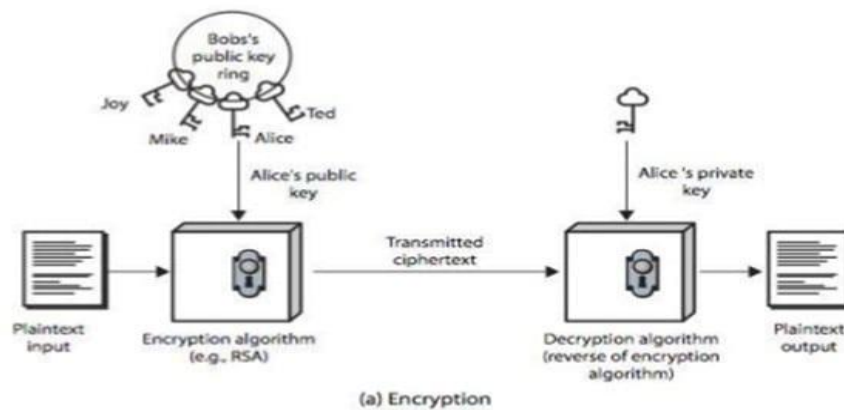 Bobs's
public key
ring
Joy
Ted
Mike
Alice
Alice's public
key
Alice 's private
key
Transmitted
ciphertext
Plaintext
input
Encryption algorithm
(e.g., RSA)
Decryption algorithm
(reverse of encryption
algorithm)
Plaintext
output
(a) Encryption